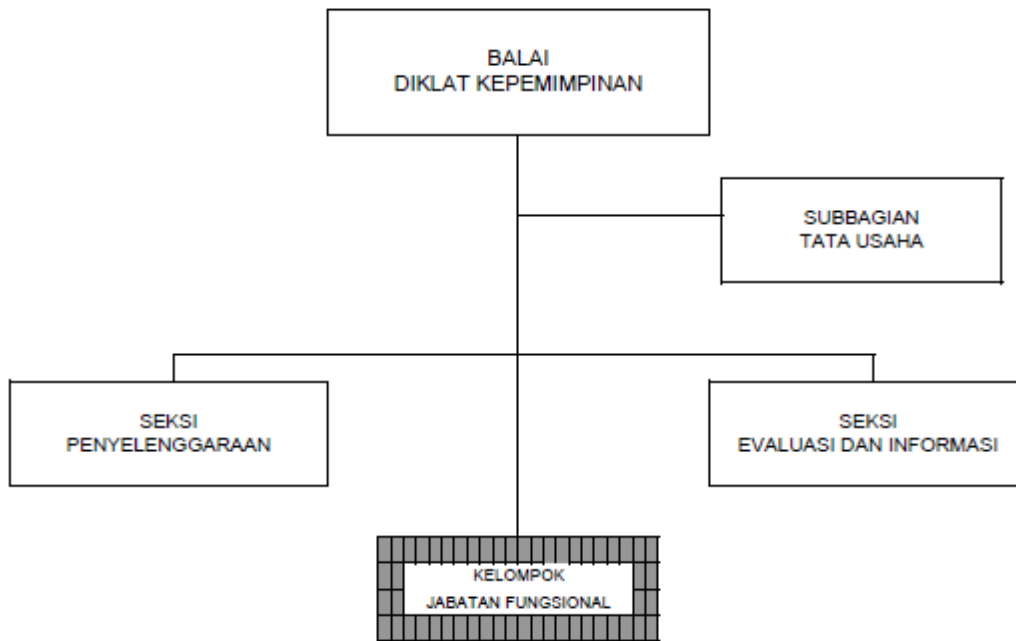 BALAI
DIKLAT KEPEMIMPINAN
SUBBAGIAN
TATA USAHA
SEKSI
PENYELENGGARAAN
SEKSI
EVALUASI DAN INFORMASI
KELOMPOK
JABATAN FUNGSIONAL